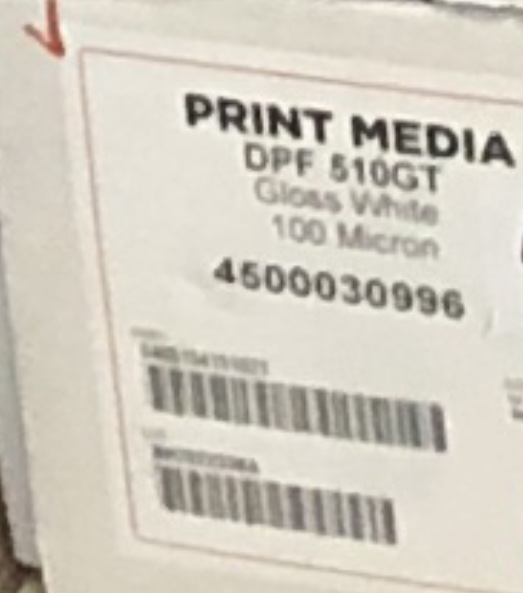 PRINT MEDIA
DPF 510GT
Gloss White
100 Micron
4500030996